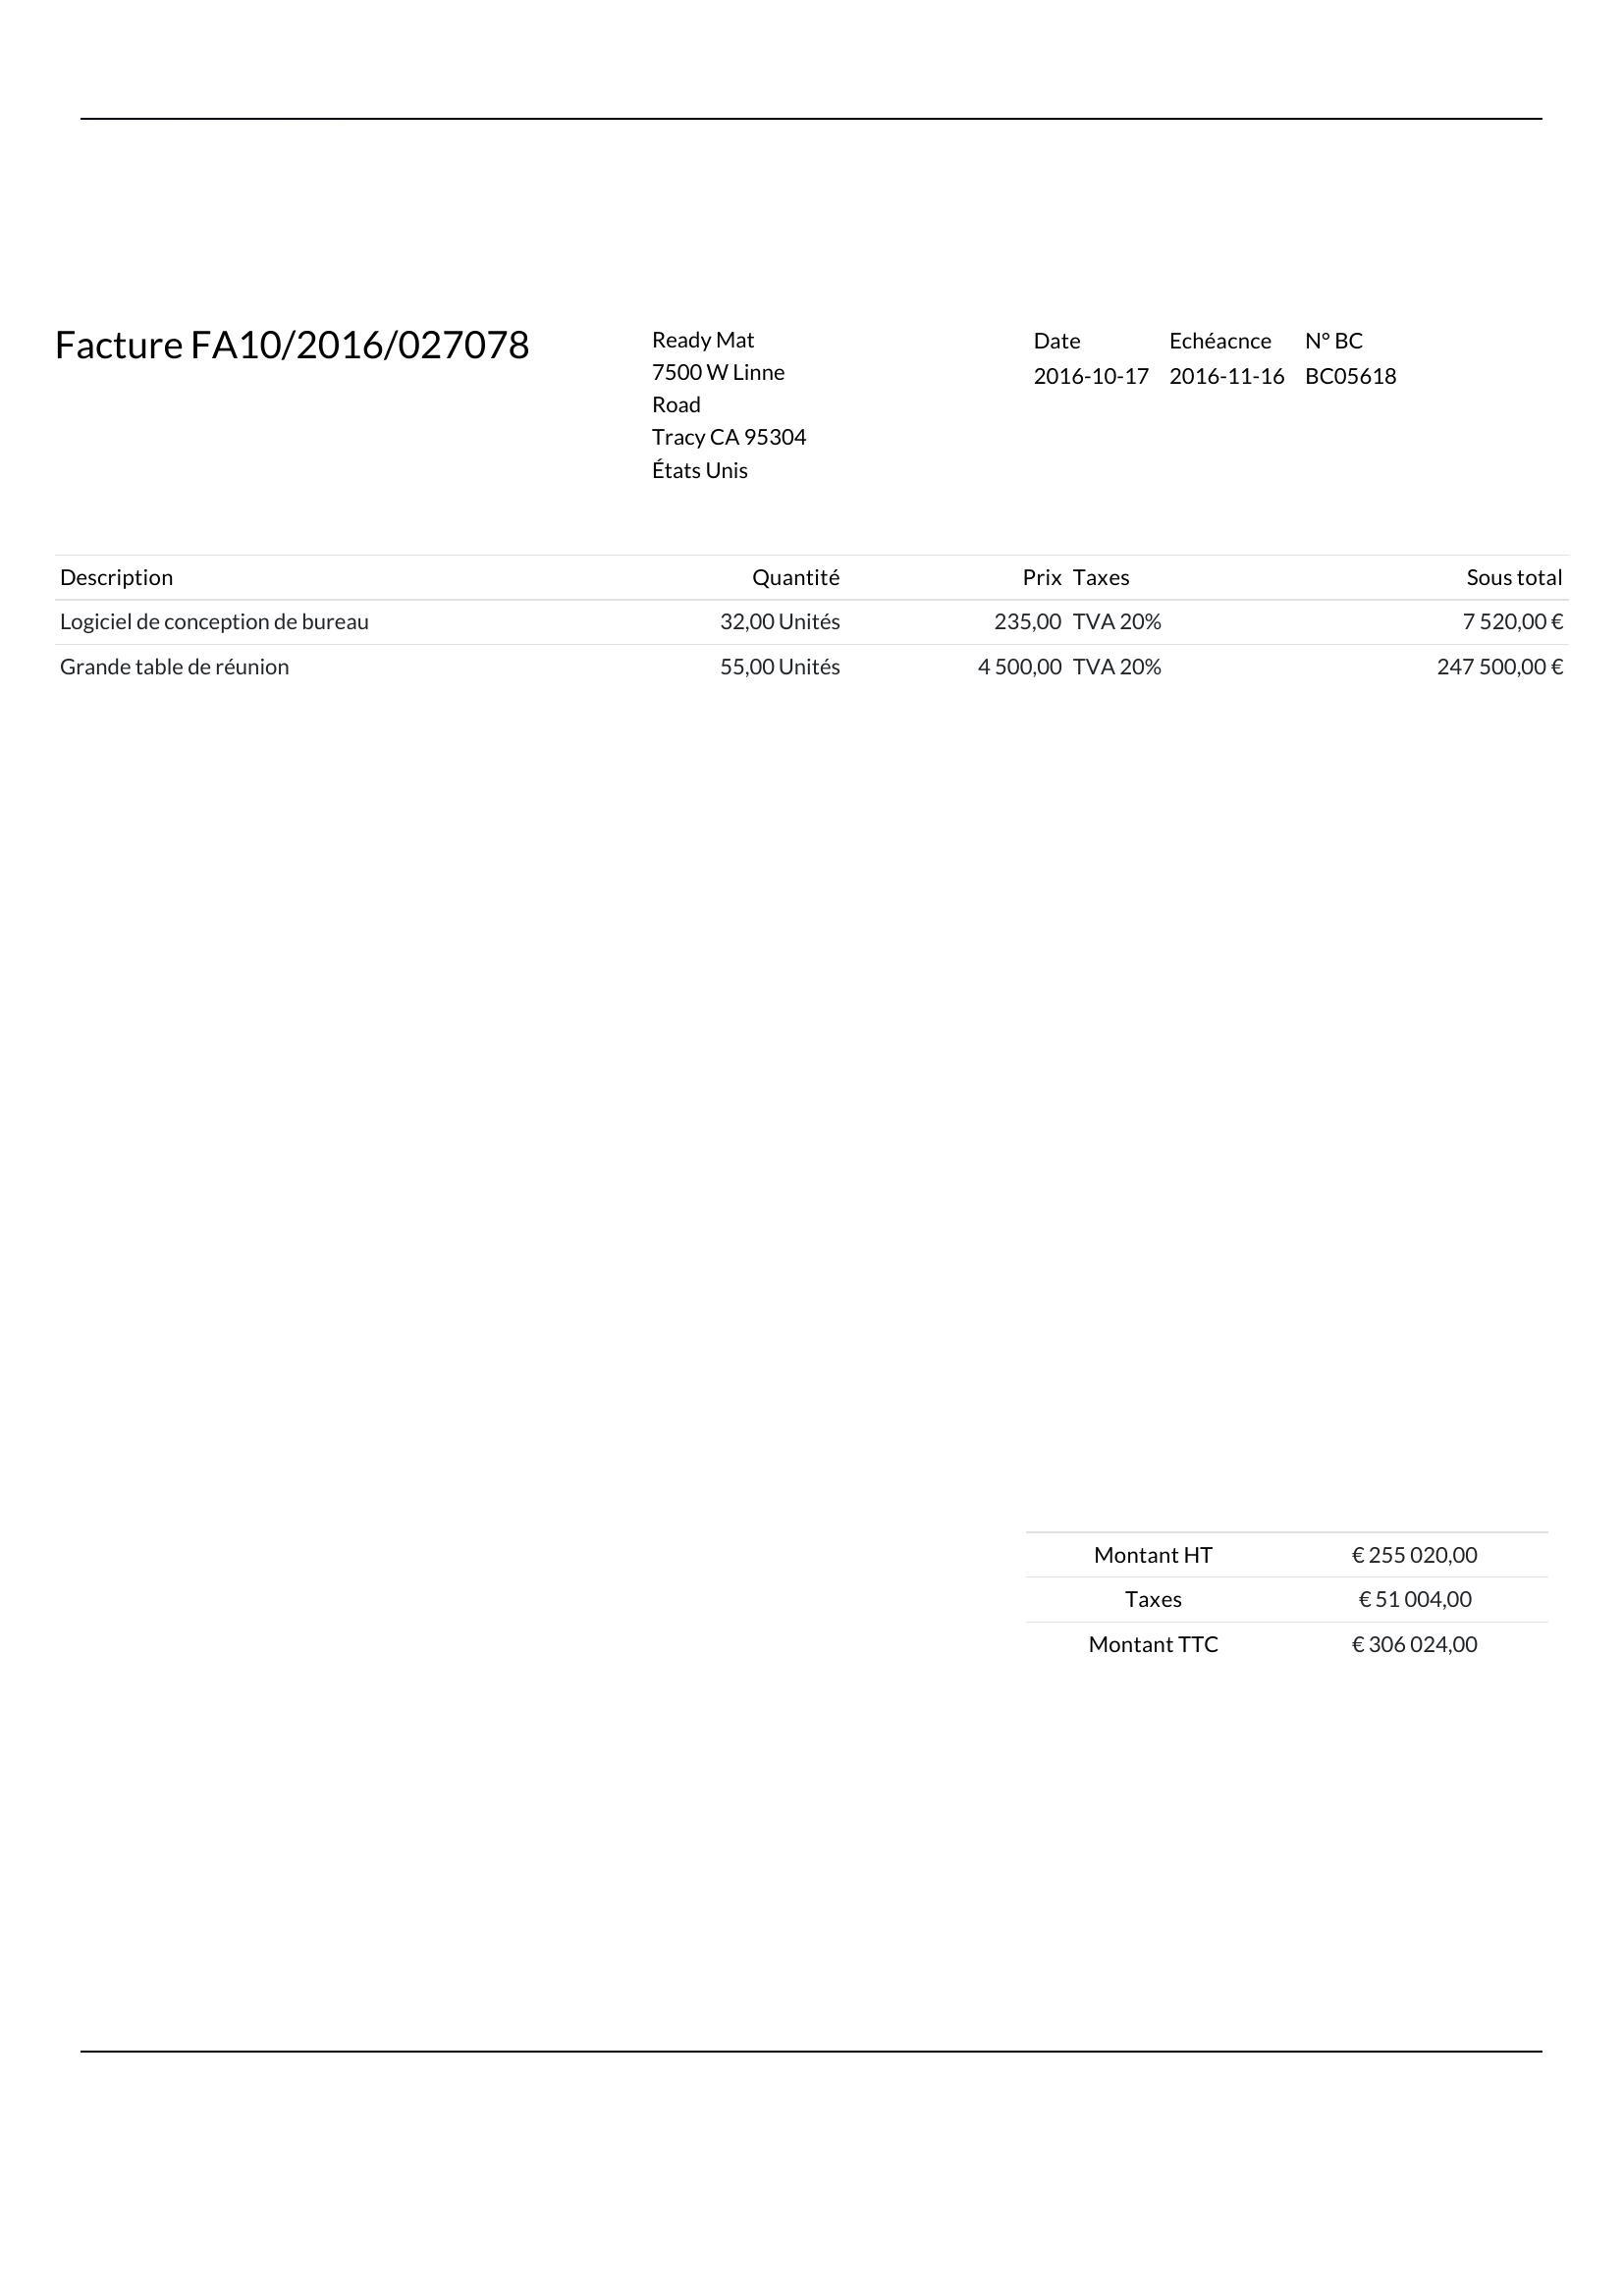 Facture FA10/2016/027078
Ready Mat
7500 W Linne
Road
Tracy CA 95304
États Unis
Date Echéacnce N° BC
2016-10-17 2016-11-16 BC05618
Description Quantité Prix Taxes Sous total
Logiciel de conception de bureau 32,00 Unités 235,00 TVA 20% 7 520,00 €
Grande table de réunion 55,00 Unités 4 500,00 TVA 20% 247 500,00 €
Montant HT € 255 020,00
Taxes € 51 004,00
Montant TTC € 306 024,00